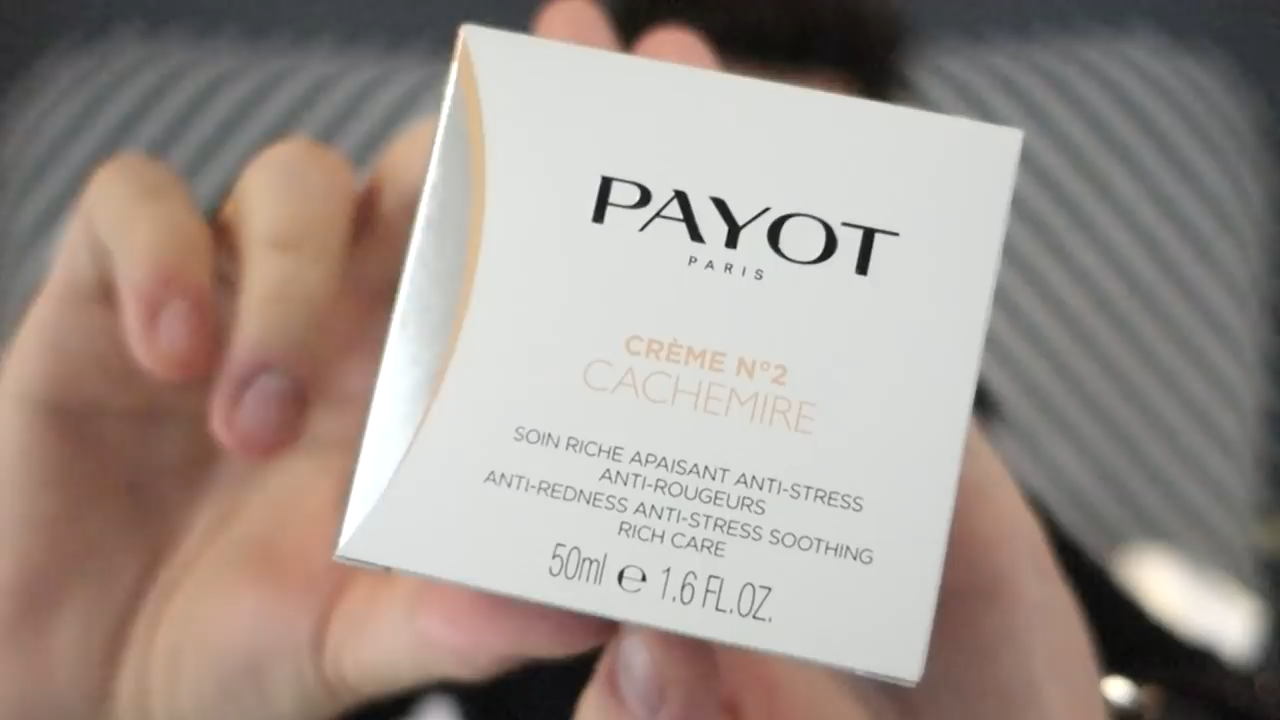 PAYOT
PARIS
CRÈME N°2
CACHEMIRE
SOIN RICHE APAISANT ANTI-STRESS
ANTI-ROUGEURS
ANTI-REDNESS ANTI-STRESS SOOTHING
RICH CARE
50ml ℮ 1.6 FL.OZ.